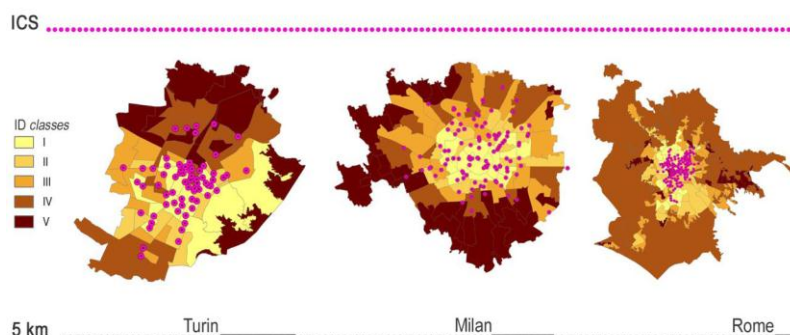 ICS
ID classes
I
II
III
IV
V
5 km Turin Milan Rome